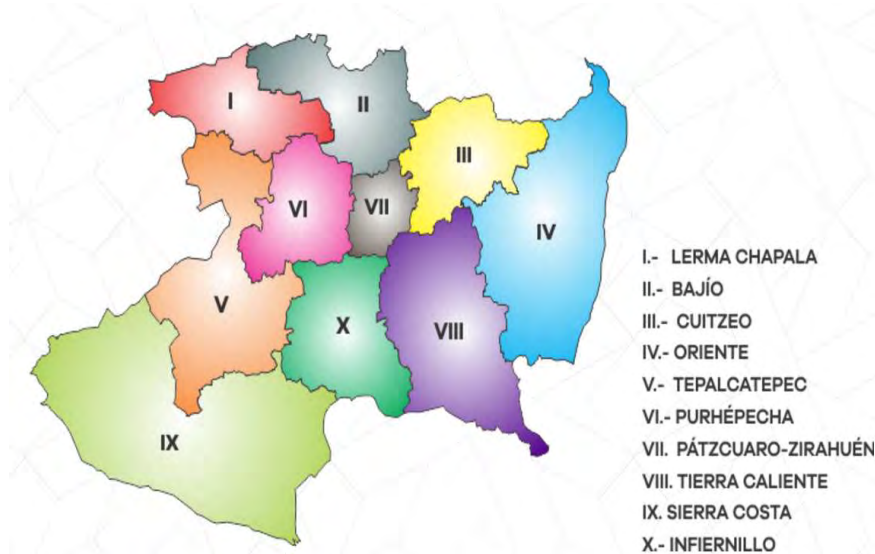 I
II
III
IV
VI
VII
V
X
VIII
IX
I.- LERMA CHAPALA
II.- BAJÍO
III.- CUITZEO
IV.- ORIENTE
V.- TEPALCATEPEC
VI.- PURHÉPECHA
VII. PÁTZCUARO-ZIRAHUÉN
VIII. TIERRA CALIENTE
IX. SIERRA COSTA
X.- INFIERNILLO